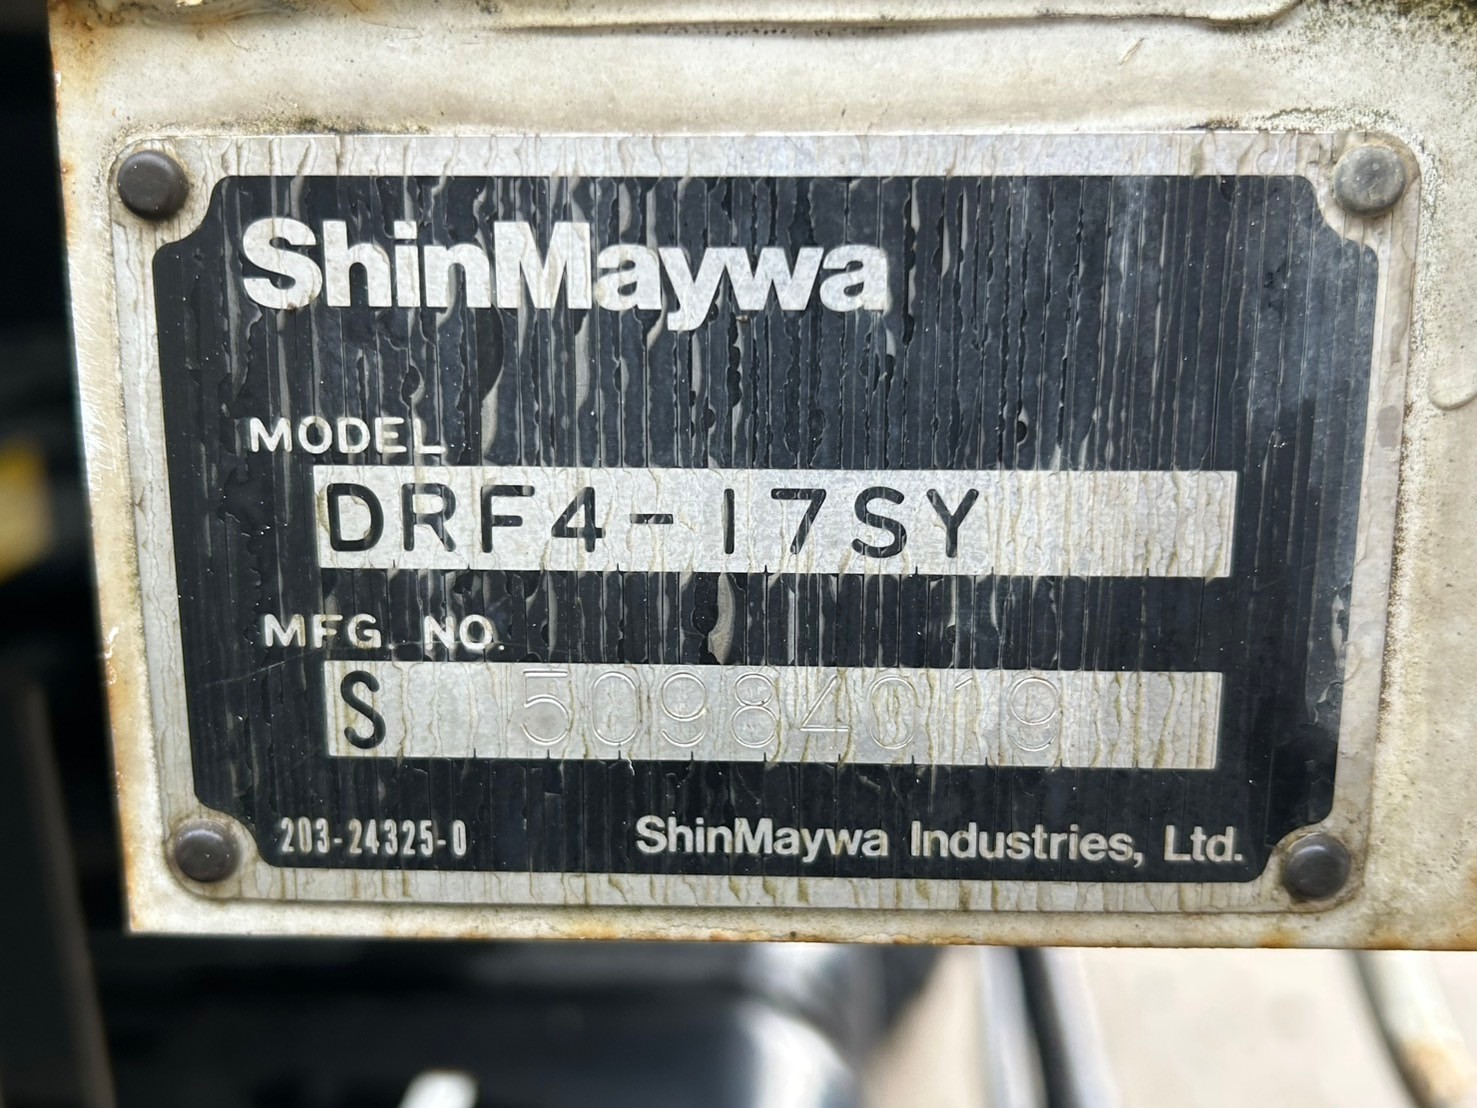 ShinMaywa
MODEL
DRF4-17SY
MFG. NO.
S 50984019
203-24325-0
ShinMaywa Industries, Ltd.